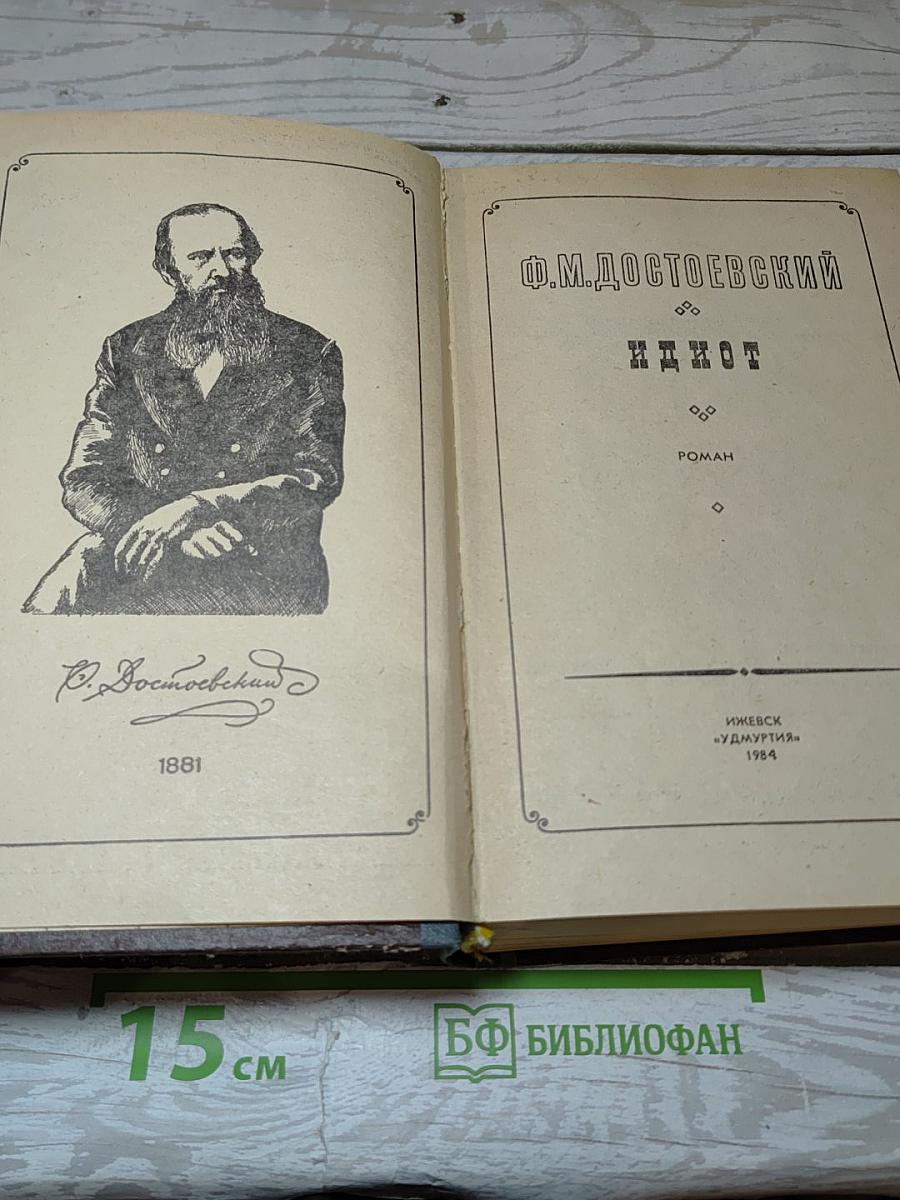 Ф. Достоевский
1881
Ф.М.ДОСТОЕВСКИЙ
ИДИОТ
РОМАН
ИЖЕВСК
«УДМУРТИЯ»
1984
15 см
БФ БИБЛИОФАН